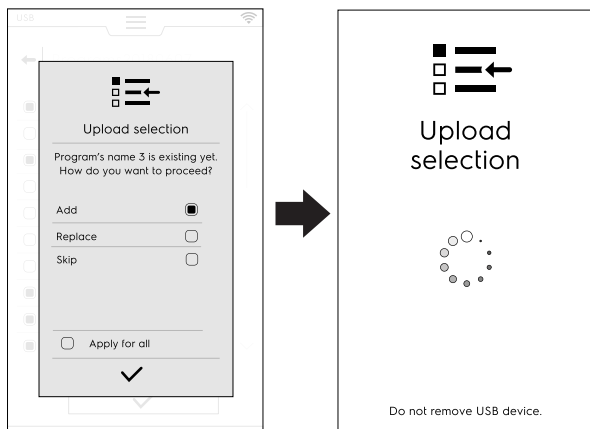 USB
Upload selection
Program's name 3 is existing yet.
How do you want to proceed?
Add
Replace
Skip
Apply for all
Upload
selection
Do not remove USB device.